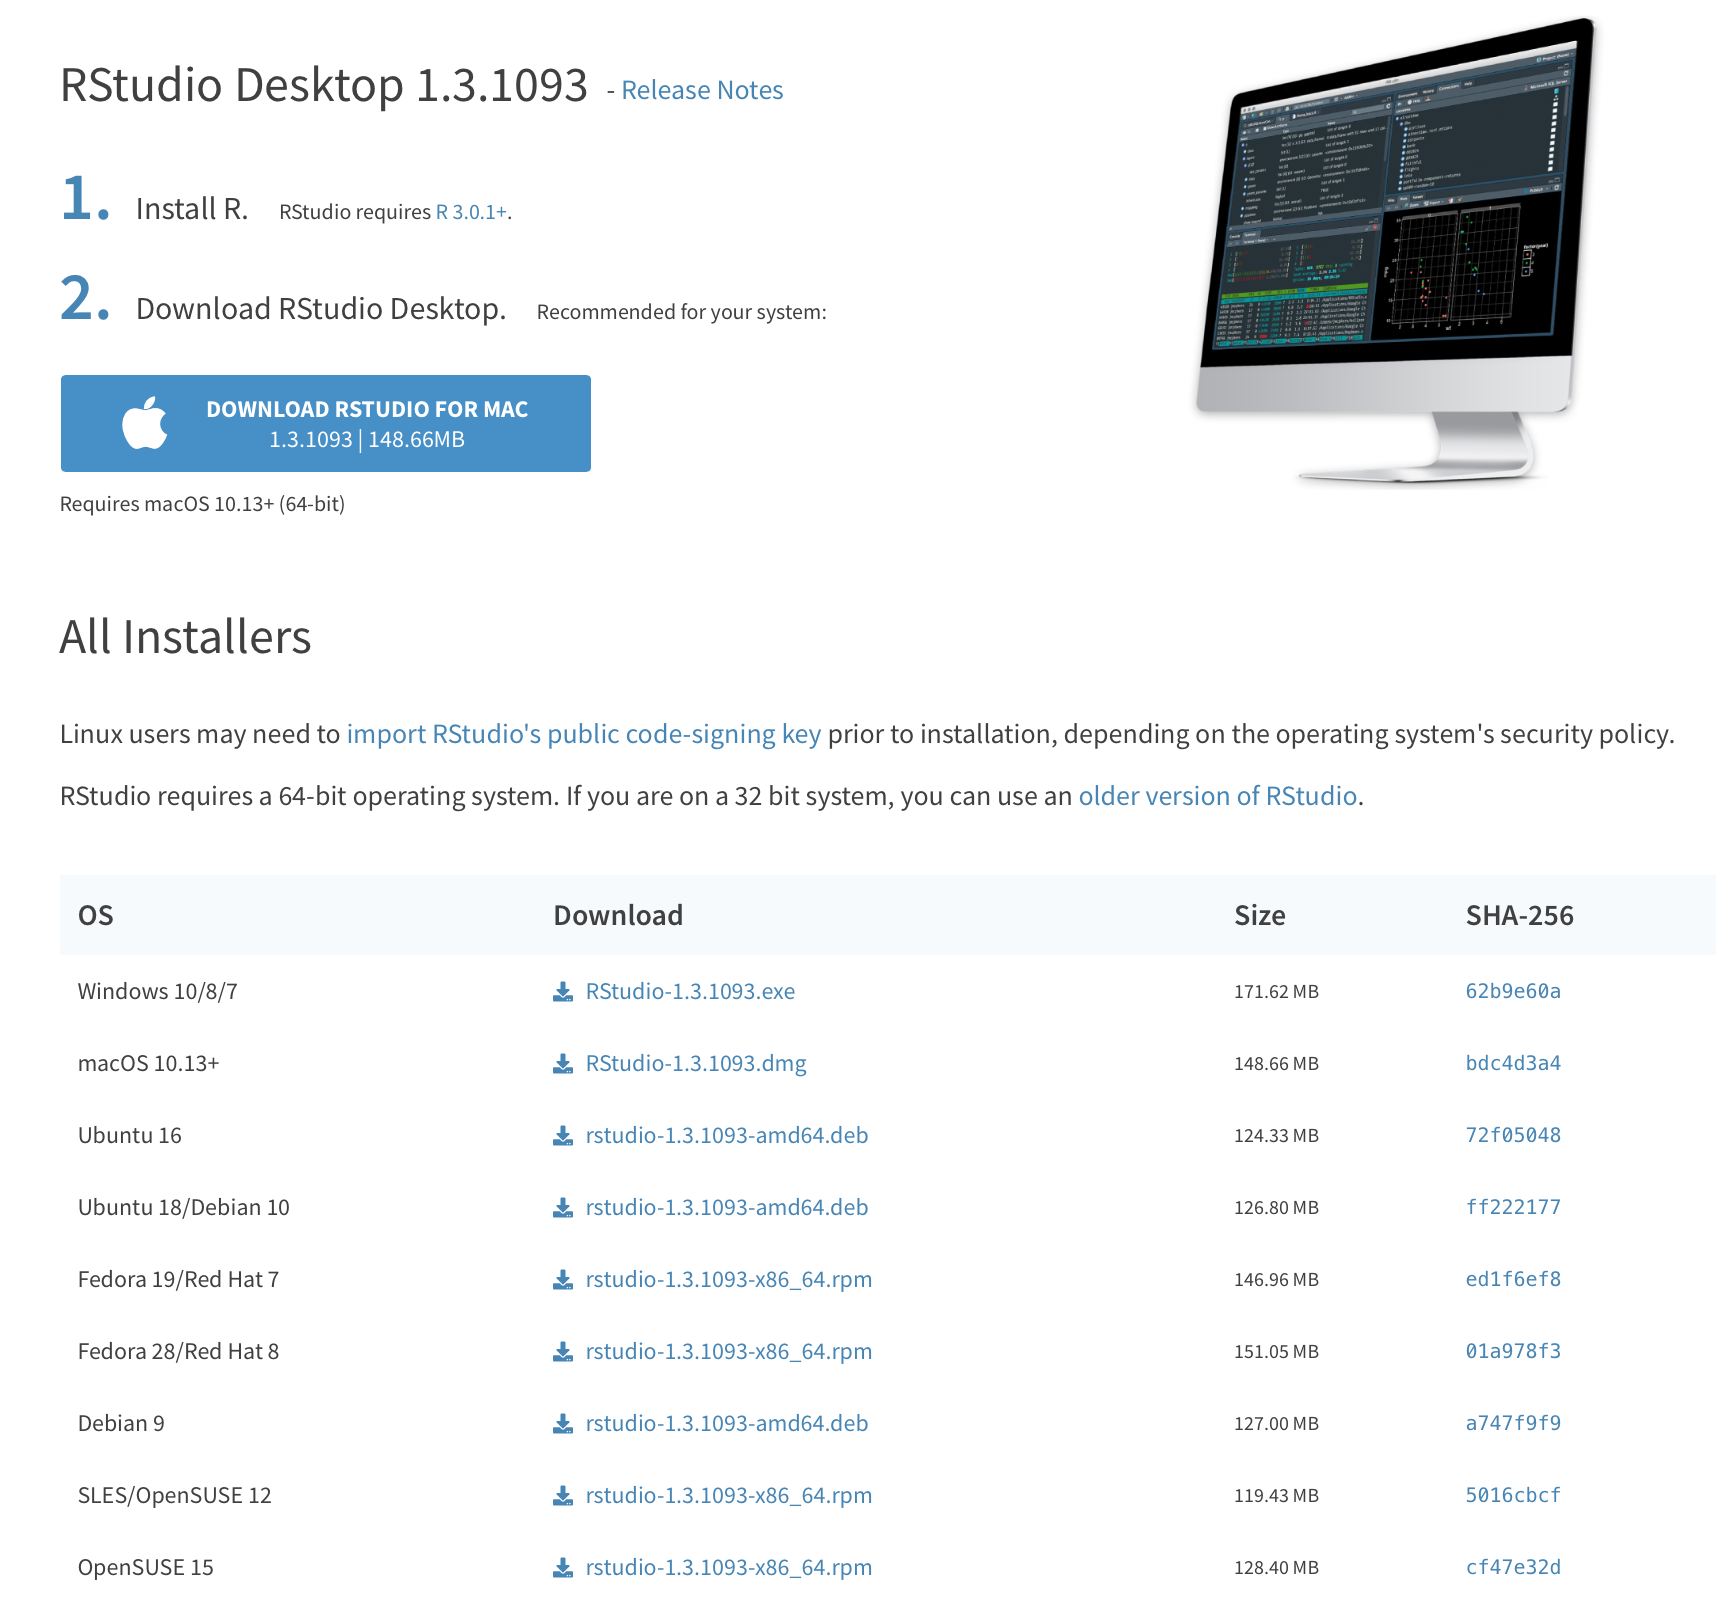 RStudio Desktop 1.3.1093 - Release Notes
1. Install R. RStudio requires R 3.0.1+.
2. Download RStudio Desktop. Recommended for your system:
DOWNLOAD RSTUDIO FOR MAC
1.3.1093 | 148.66MB
Requires macOS 10.13+ (64-bit)
All Installers
Linux users may need to import RStudio's public code-signing key prior to installation, depending on the operating system's security policy.
RStudio requires a 64-bit operating system. If you are on a 32 bit system, you can use an older version of RStudio.
OS Download Size SHA-256
Windows 10/8/7 RStudio-1.3.1093.exe 171.62 MB 62b9e60a
macOS 10.13+ RStudio-1.3.1093.dmg 148.66 MB bdc4d3a4
Ubuntu 16 rstudio-1.3.1093-amd64.deb 124.33 MB 72f05048
Ubuntu 18/Debian 10 rstudio-1.3.1093-amd64.deb 126.80 MB ff222177
Fedora 19/Red Hat 7 rstudio-1.3.1093-x86_64.rpm 146.96 MB ed1f6ef8
Fedora 28/Red Hat 8 rstudio-1.3.1093-x86_64.rpm 151.05 MB 01a978f3
Debian 9 rstudio-1.3.1093-amd64.deb 127.00 MB a747f9f9
SLES/OpenSUSE 12 rstudio-1.3.1093-x86_64.rpm 119.43 MB 5016cbcf
OpenSUSE 15 rstudio-1.3.1093-x86_64.rpm 128.40 MB cf47e32d